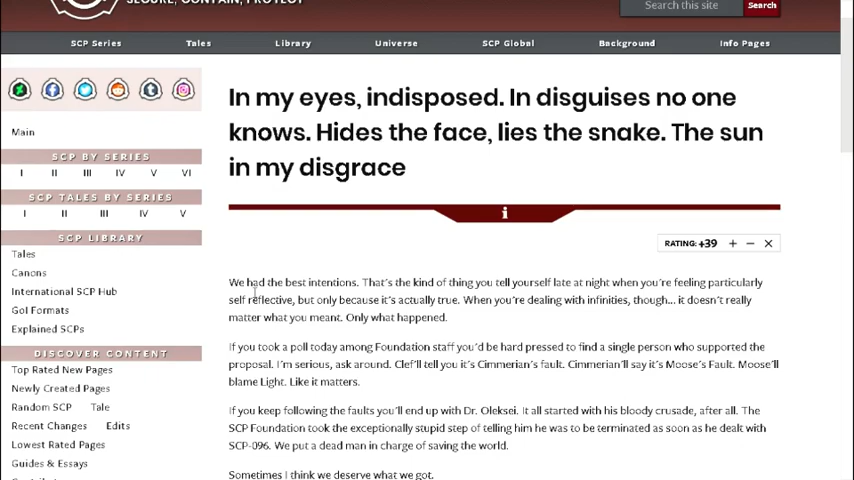 SECURE, CONTAIN, PROTECT
Search this site
Search
SCP Series
Tales
Library
Universe
SCP Global
Background
Info Pages
Main
SCP BY SERIES
I II III IV V VI
SCP TALES BY SERIES
I II III IV V
SCP LIBRARY
Tales
Canons
International SCP Hub
GoI Formats
Explained SCPs
DISCOVER CONTENT
Top Rated New Pages
Newly Created Pages
Random SCP Tale
Recent Changes Edits
Lowest Rated Pages
Guides & Essays
In my eyes, indisposed. In disguises no one
knows. Hides the face, lies the snake. The sun
in my disgrace
RATING: +39 + – X
We had the best intentions. That's the kind of thing you tell yourself late at night when you're feeling particularly
self reflective, but only because it's actually true. When you're dealing with infinities, though... it doesn't really
matter what you meant. Only what happened.
If you took a poll today among Foundation staff you'd be hard pressed to find a single person who supported the
proposal. I'm serious, ask around. Clef'll tell you it's Cimmerian's fault. Cimmerian'll say it's Moose's Fault. Moose'll
blame Light. Like it matters.
If you keep following the faults you'll end up with Dr. Oleksei. It all started with his bloody crusade, after all. The
SCP Foundation took the exceptionally stupid step of telling him he was to be terminated as soon as he dealt with
SCP-096. We put a dead man in charge of saving the world.
Sometimes I think we deserve what we got.